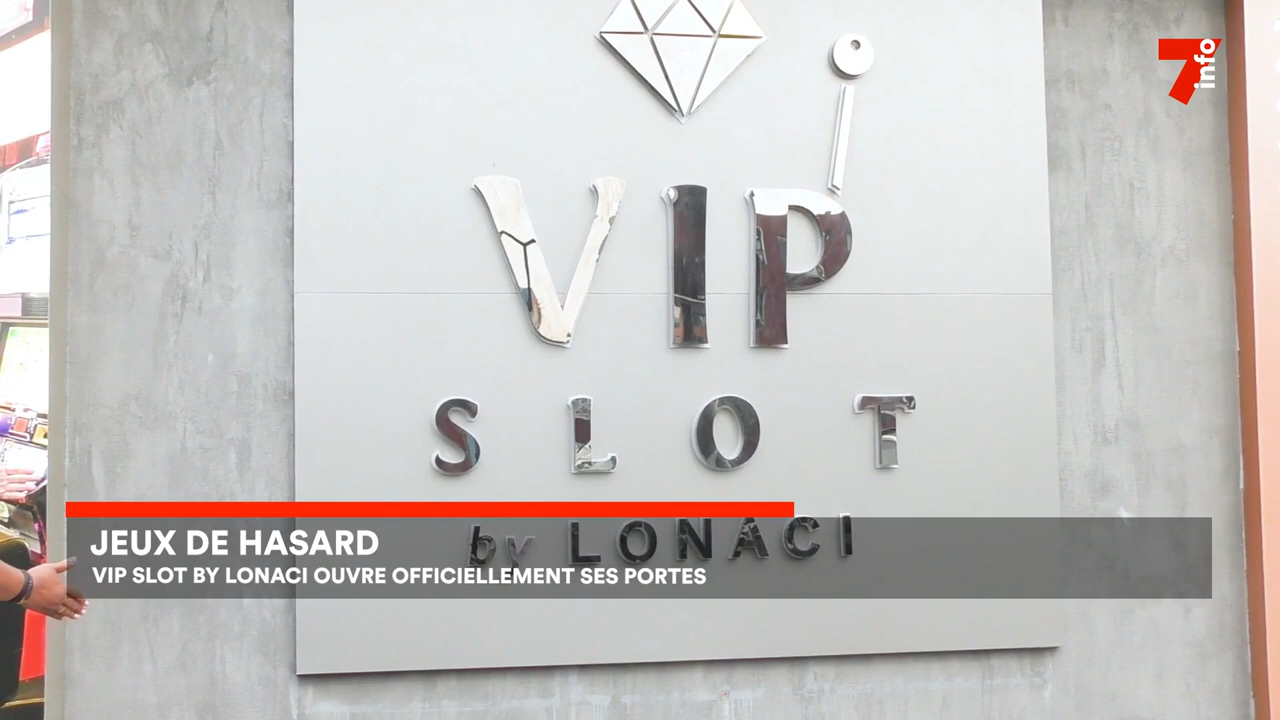 7info
VIP
SLOT
by LONACI
JEUX DE HASARD
VIP SLOT BY LONACI OUVRE OFFICIELLEMENT SES PORTES